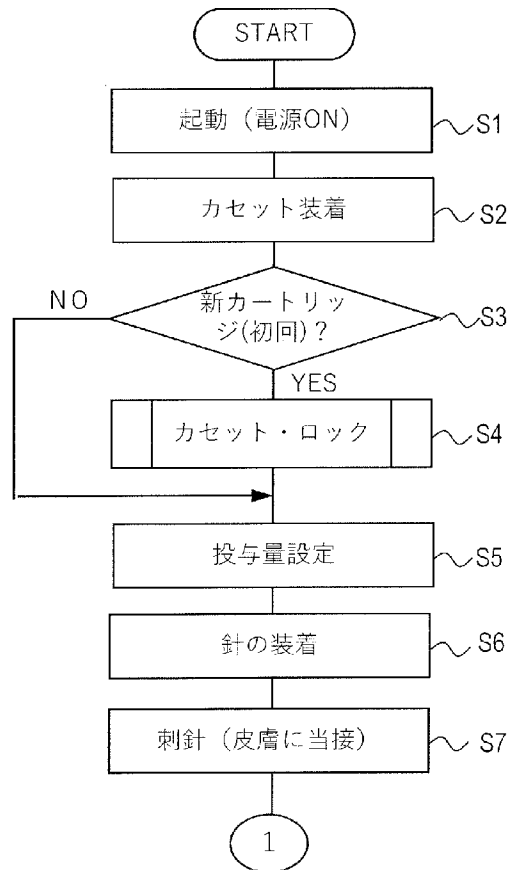 START
起動（電源ON）
S1
カセット装着
S2
新カートリッ
ジ(初回)？
S3
NO
YES
カセット・ロック
S4
投与量設定
S5
針の装着
S6
刺針（皮膚に当接）
S7
1